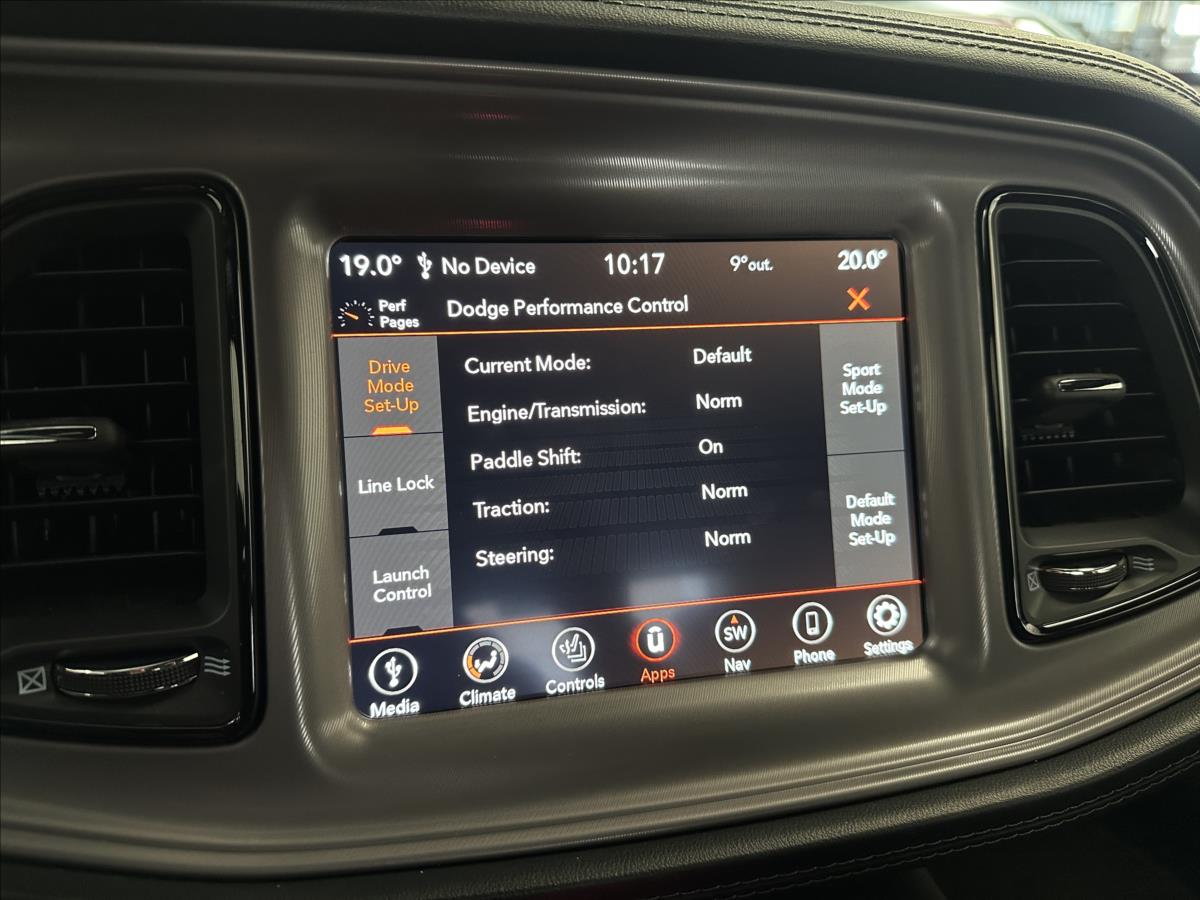 19.0° No Device 10:17 9°out. 20.0°
Perf
Pages
Dodge Performance Control
Drive
Mode
Set-Up
Line Lock
Launch
Control
Current Mode: Default
Engine/Transmission: Norm
Paddle Shift: On
Traction: Norm
Steering: Norm
Sport
Mode
Set-Up
Default
Mode
Set-Up
SW
Media Climate Controls Apps Nav Phone Settings